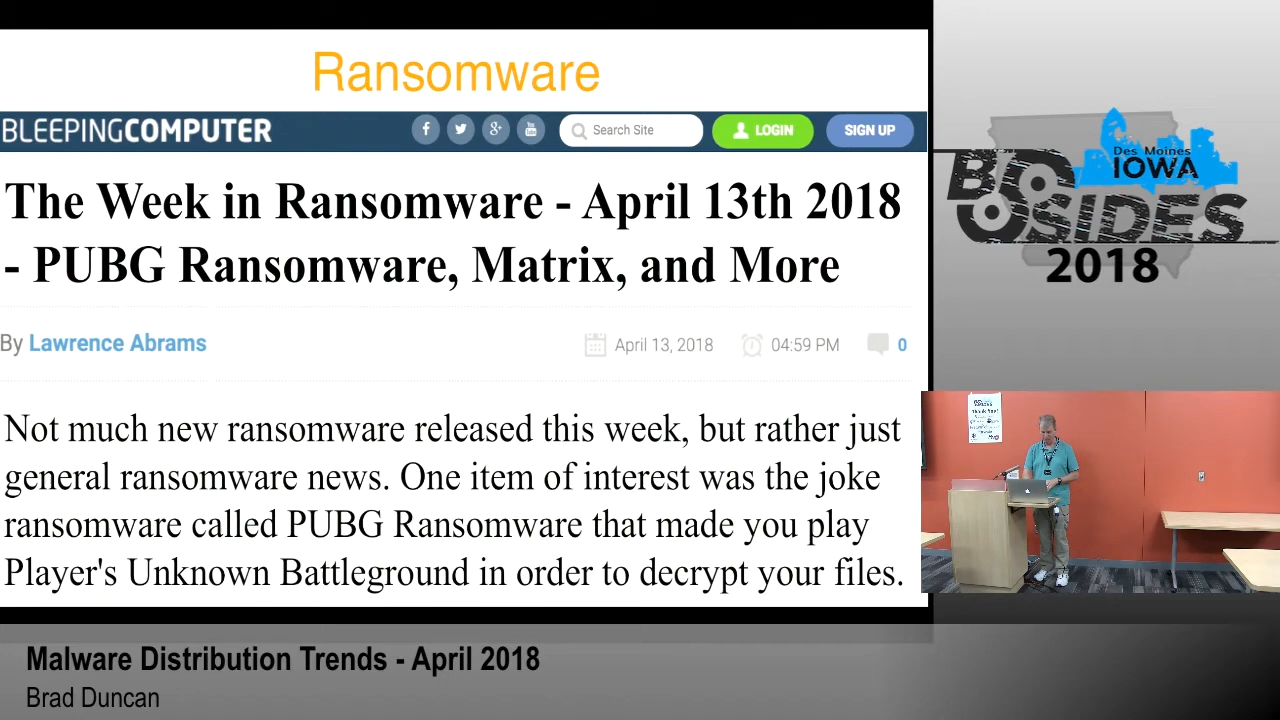 Ransomware
BLEEPINGCOMPUTER
Search Site
LOGIN
SIGN UP
The Week in Ransomware - April 13th 2018
- PUBG Ransomware, Matrix, and More
By Lawrence Abrams
April 13, 2018
04:59 PM
0
Not much new ransomware released this week, but rather just
general ransomware news. One item of interest was the joke
ransomware called PUBG Ransomware that made you play
Player's Unknown Battleground in order to decrypt your files.
Des Moines
IOWA
BSIDES
2018
Malware Distribution Trends - April 2018
Brad Duncan